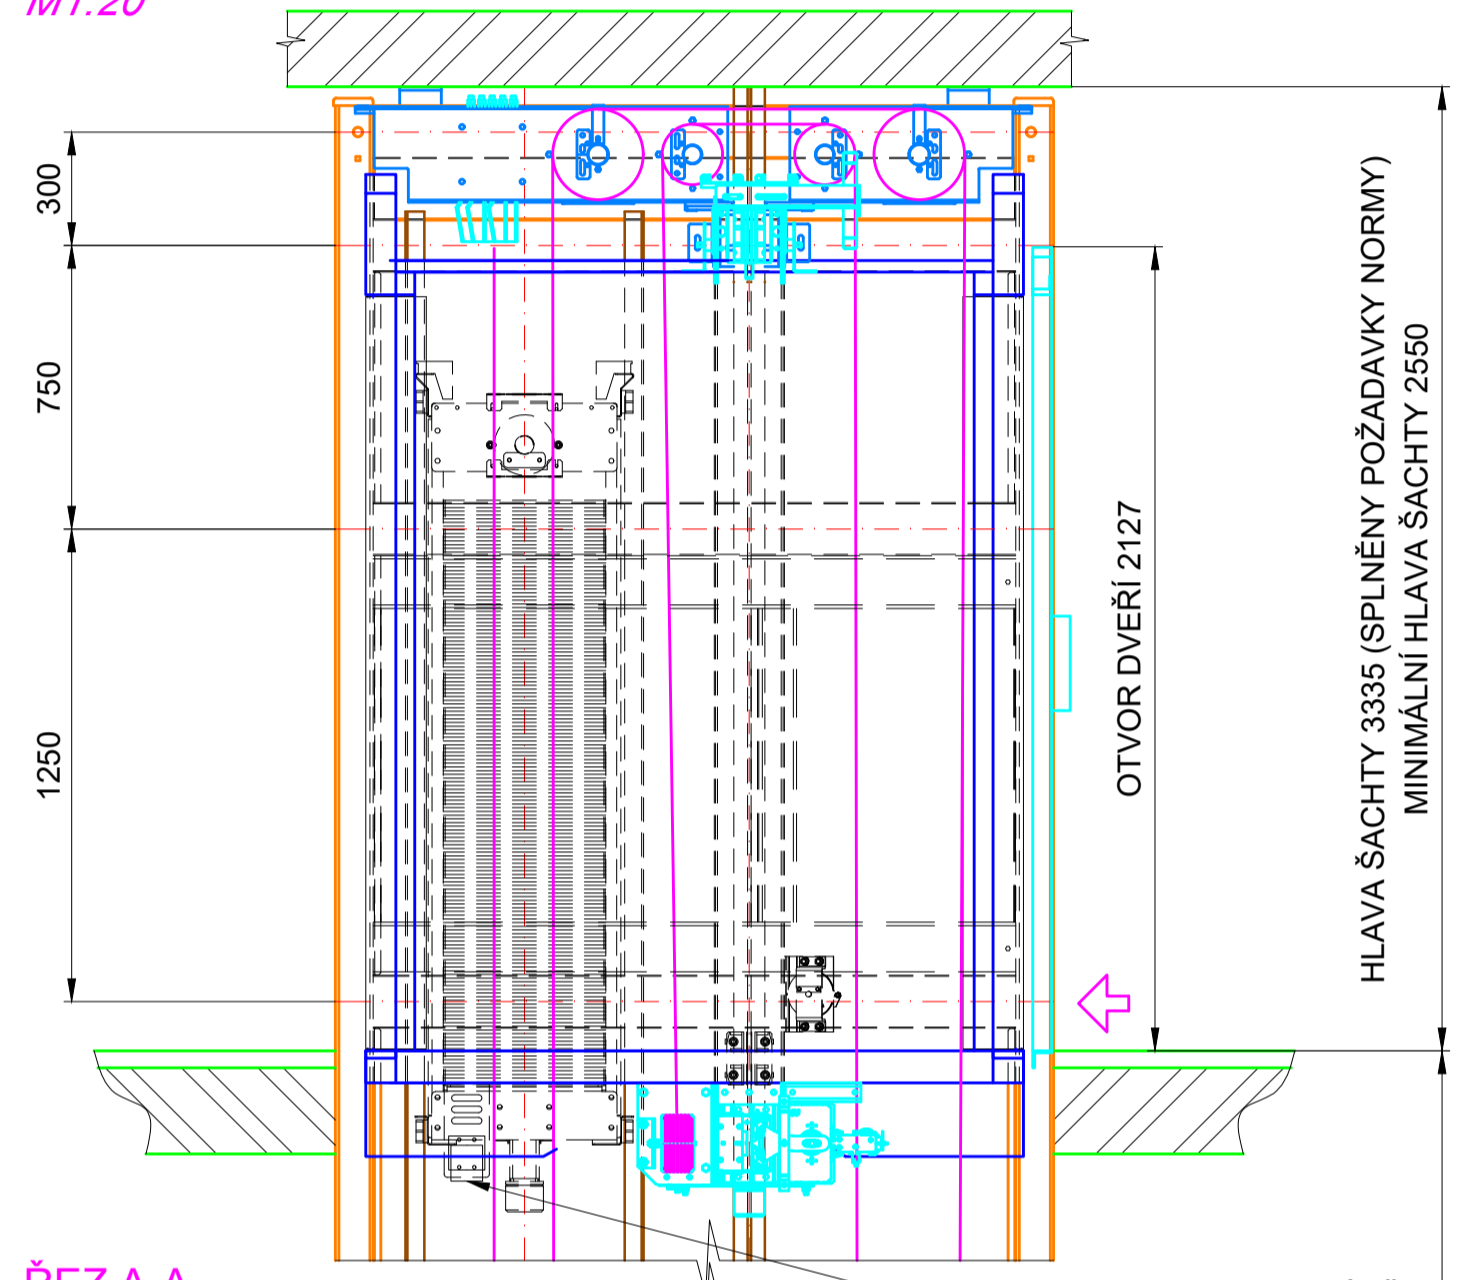 M1:20
300
750
1250
OTVOR DVEŘÍ 2127
HLAVA ŠACHTY 3335 (SPLNĚNY POŽADAVKY NORMY)
MINIMÁLNÍ HLAVA ŠACHTY 2550
ŘEZ A-A